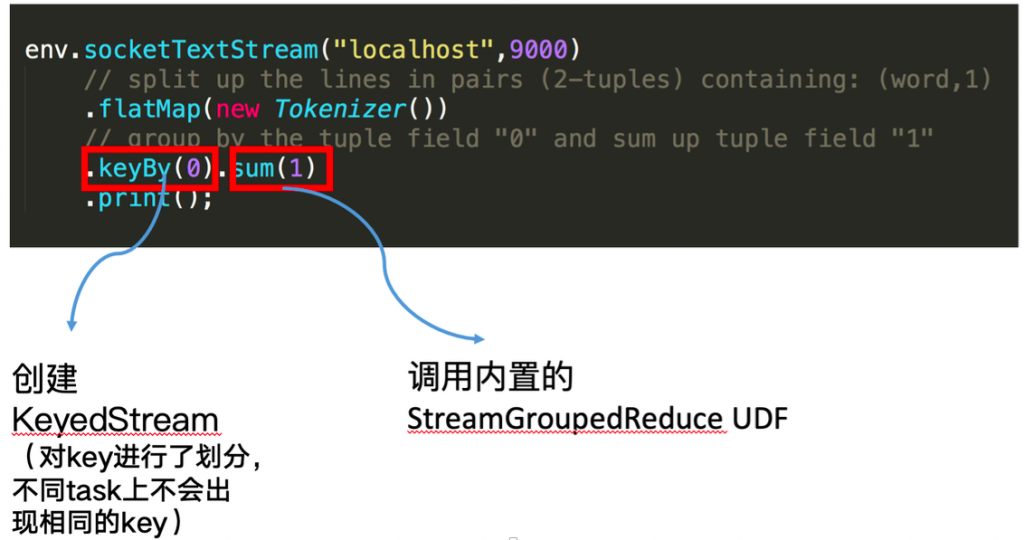 env.socketTextStream("localhost",9000)
// split up the lines in pairs (2-tuples) containing: (word,1)
.flatMap(new Tokenizer())
// group by the tuple field "0" and sum up tuple field "1"
.keyBy(0).sum(1)
.print();
创建
KeyedStream
（对key进行了划分，
不同task上不会出
现相同的key）
调用内置的
StreamGroupedReduce UDF